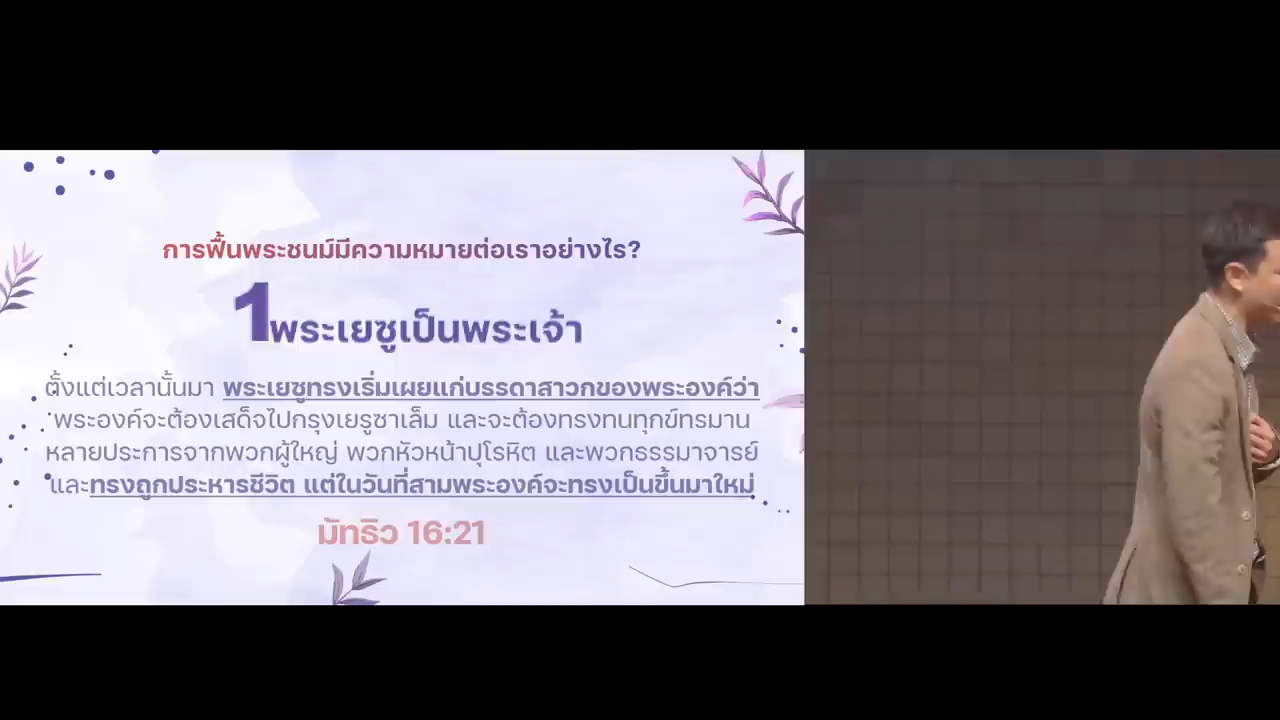 การฟื้นพระชนม์มีความหมายต่อเราอย่างไร?
1พระเยซูเป็นพระเจ้า
ตั้งแต่เวลานั้นมา พระเยซูทรงเริ่มเผยแก่บรรดาสาวกของพระองค์ว่า
พระองค์จะต้องเสด็จไปกรุงเยรูซาเล็ม และจะต้องทรงทนทุกข์ทรมาน
หลายประการจากพวกผู้ใหญ่ พวกหัวหน้าปุโรหิต และพวกธรรมาจารย์
และทรงถูกประหารชีวิต แต่ในวันที่สามพระองค์จะทรงเป็นขึ้นมาใหม่
มัทธิว 16:21